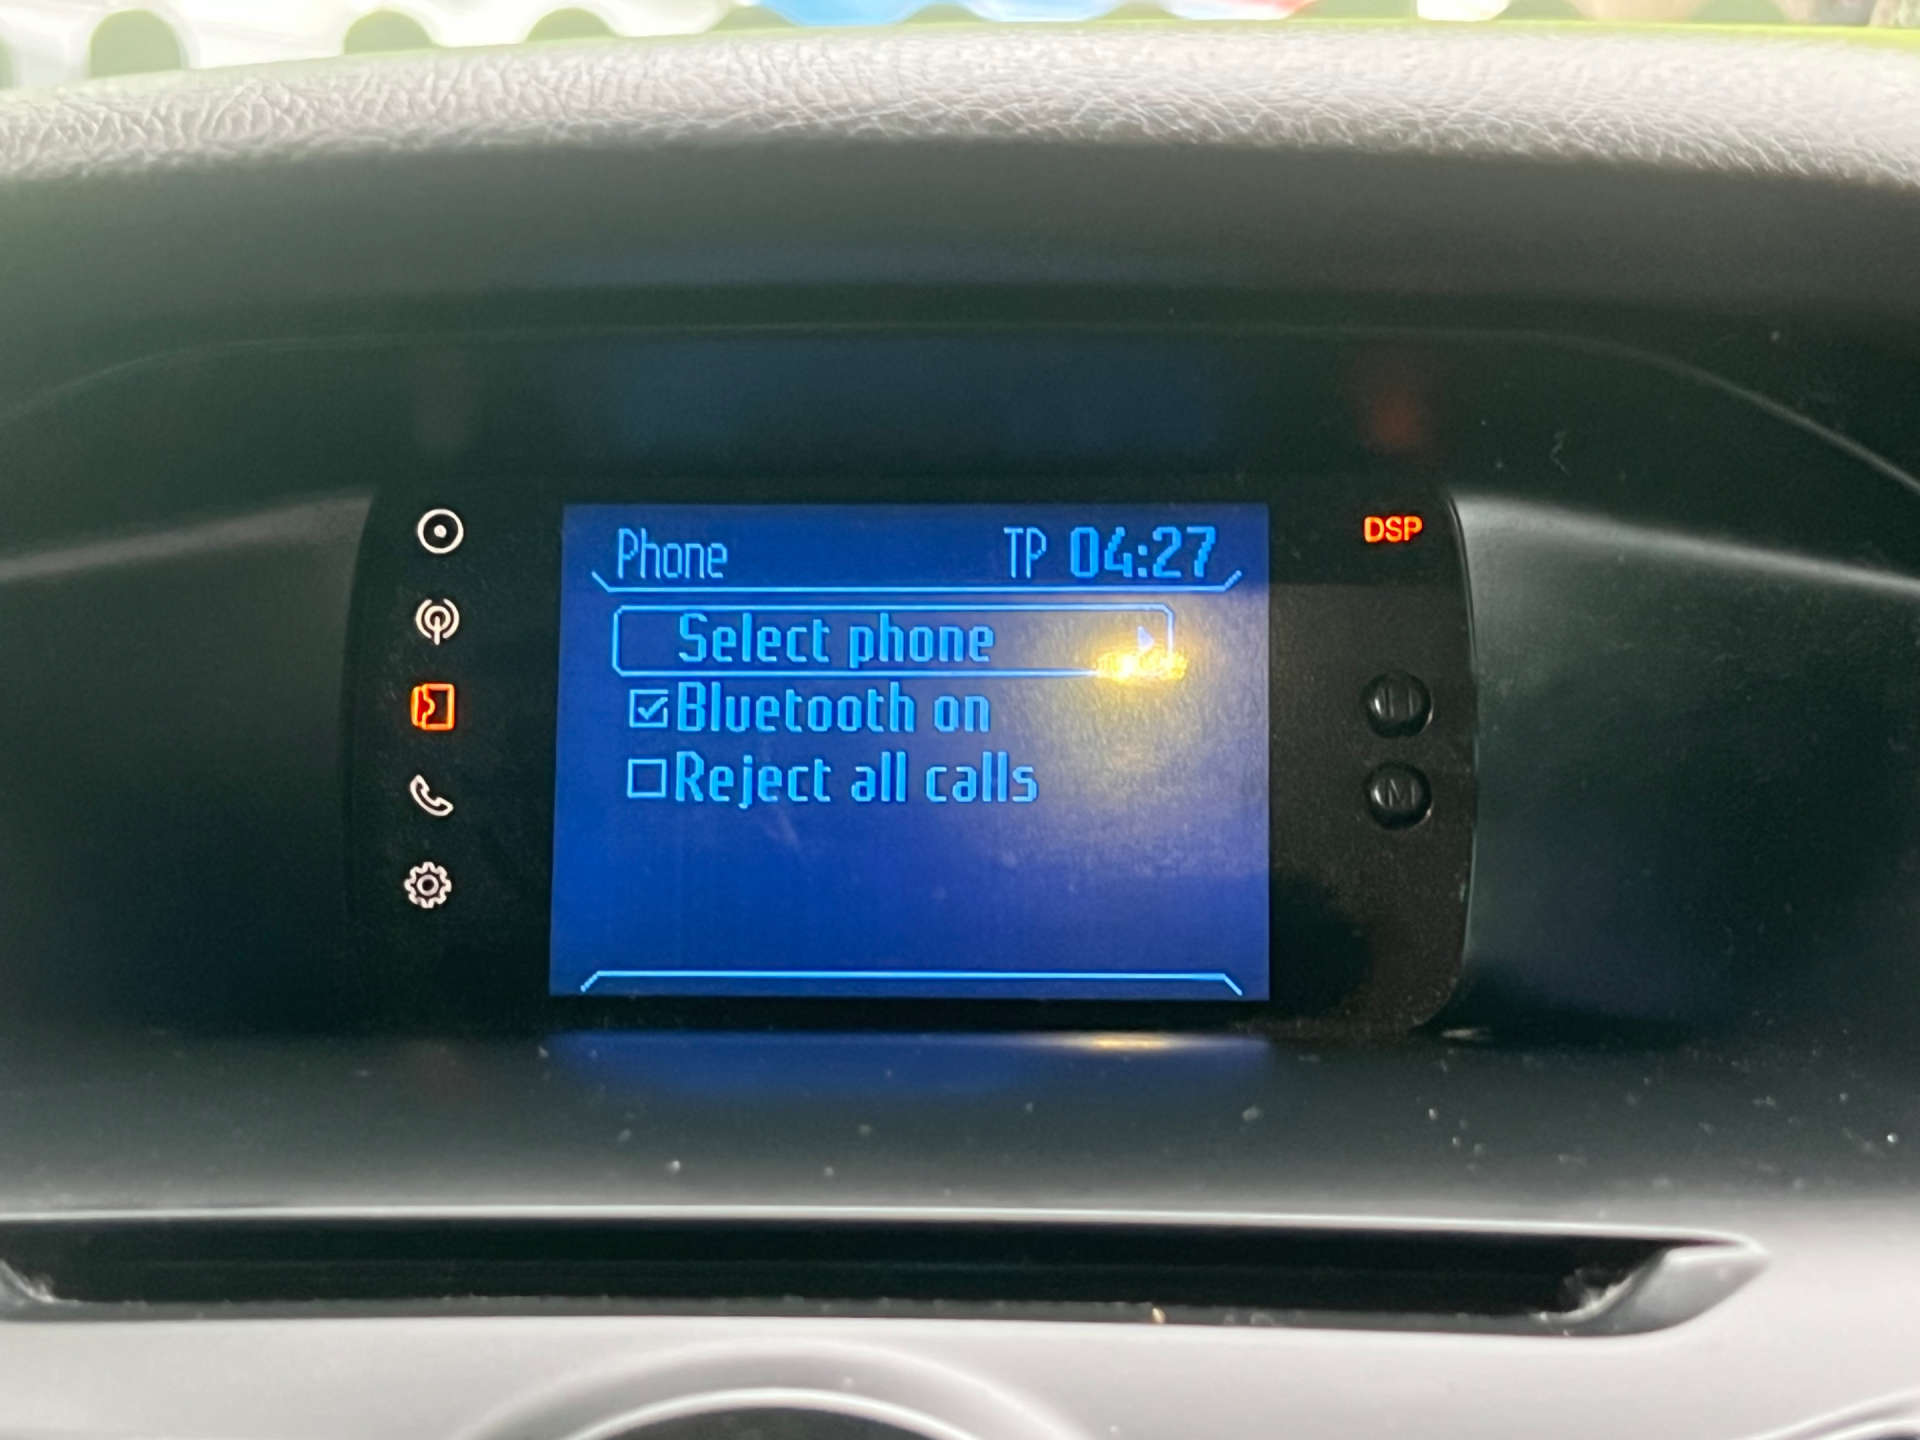 Phone TP 04:27
DSP
Select phone
Bluetooth on
Reject all calls
M